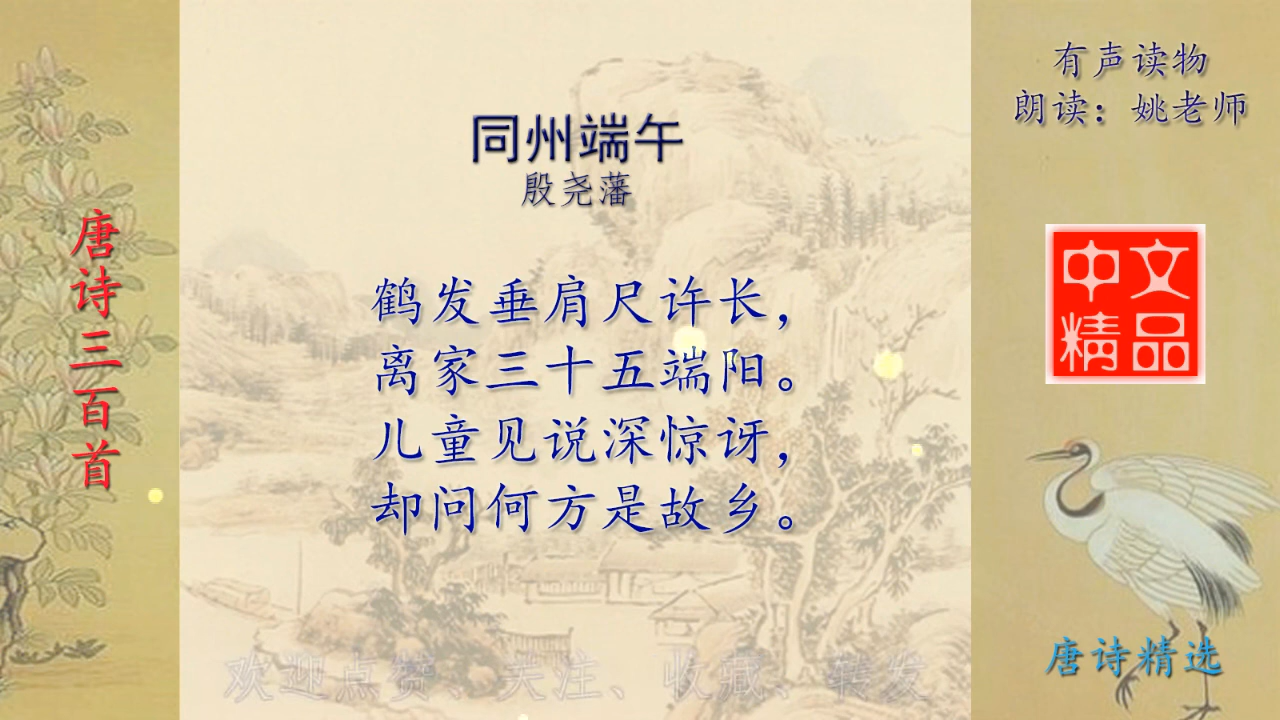 同州端午
殷尧藩
鹤发垂肩尺许长，
离家三十五端阳。
儿童见说深惊讶，
却问何方是故乡。
唐诗三百首
有声读物
朗读：姚老师
中文
精品
唐诗精选
欢迎点赞、关注、收藏、转发